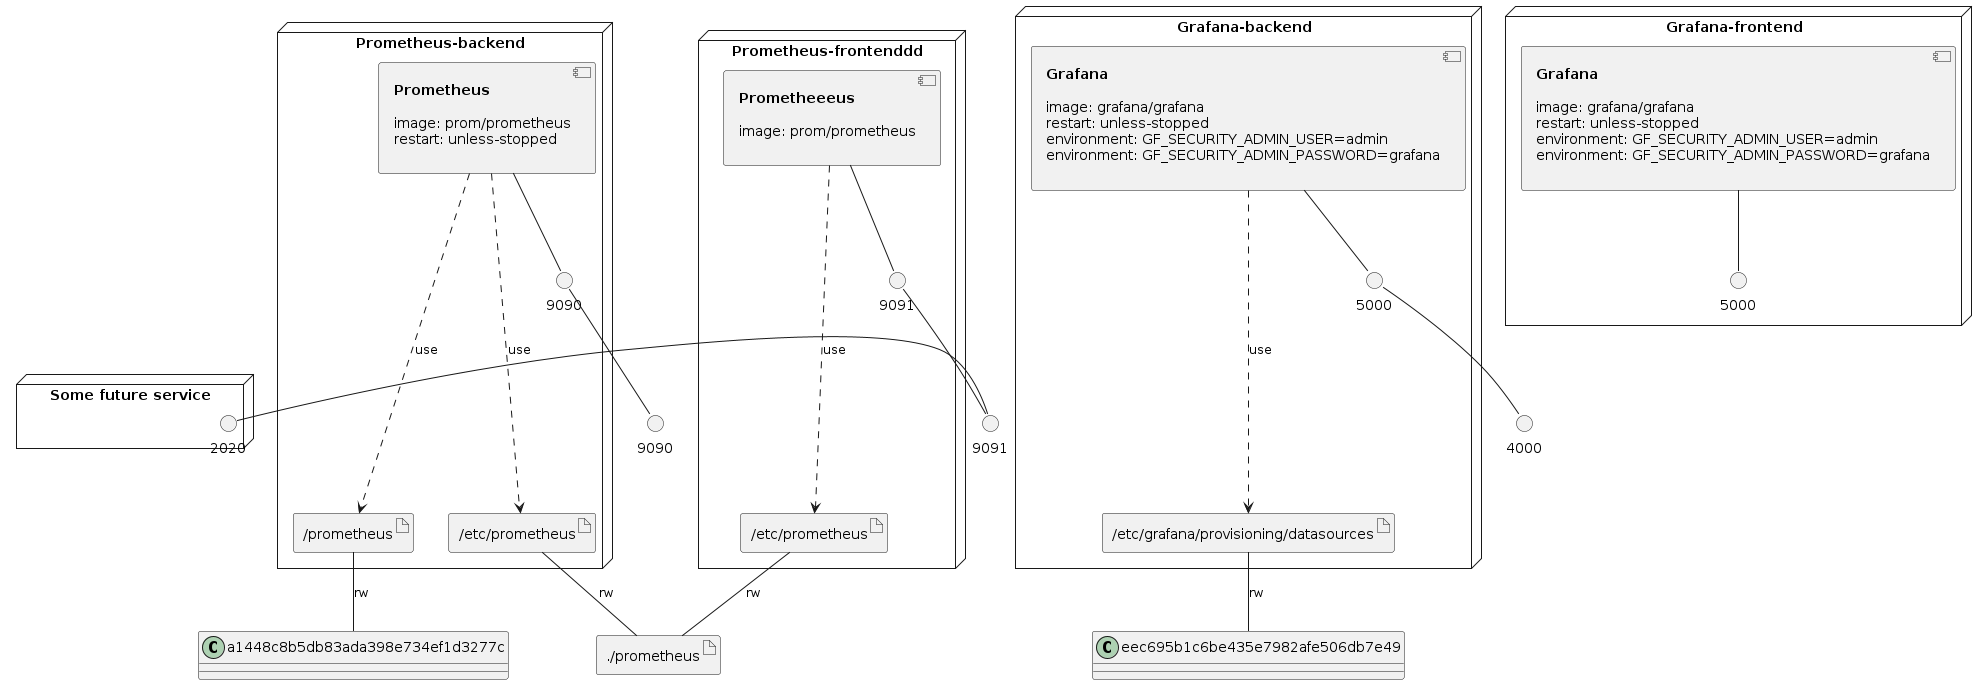 Prometheus-backend
Prometheus
image: prom/prometheus
restart: unless-stopped
9090
use
use
/prometheus
/etc/prometheus
Prometheus-frontenddd
Prometheeeus
image: prom/prometheus
9091
use
/etc/prometheus
Grafana-backend
Grafana
image: grafana/grafana
restart: unless-stopped
environment: GF_SECURITY_ADMIN_USER=admin
environment: GF_SECURITY_ADMIN_PASSWORD=grafana
5000
use
/etc/grafana/provisioning/datasources
Grafana-frontend
Grafana
image: grafana/grafana
restart: unless-stopped
environment: GF_SECURITY_ADMIN_USER=admin
environment: GF_SECURITY_ADMIN_PASSWORD=grafana
5000
Some future service
2020
9090
9091
4000
rw
rw
rw
rw
C
a1448c8b5db83ada398e734ef1d3277c
./prometheus
C
eec695b1c6be435e7982afe506db7e49